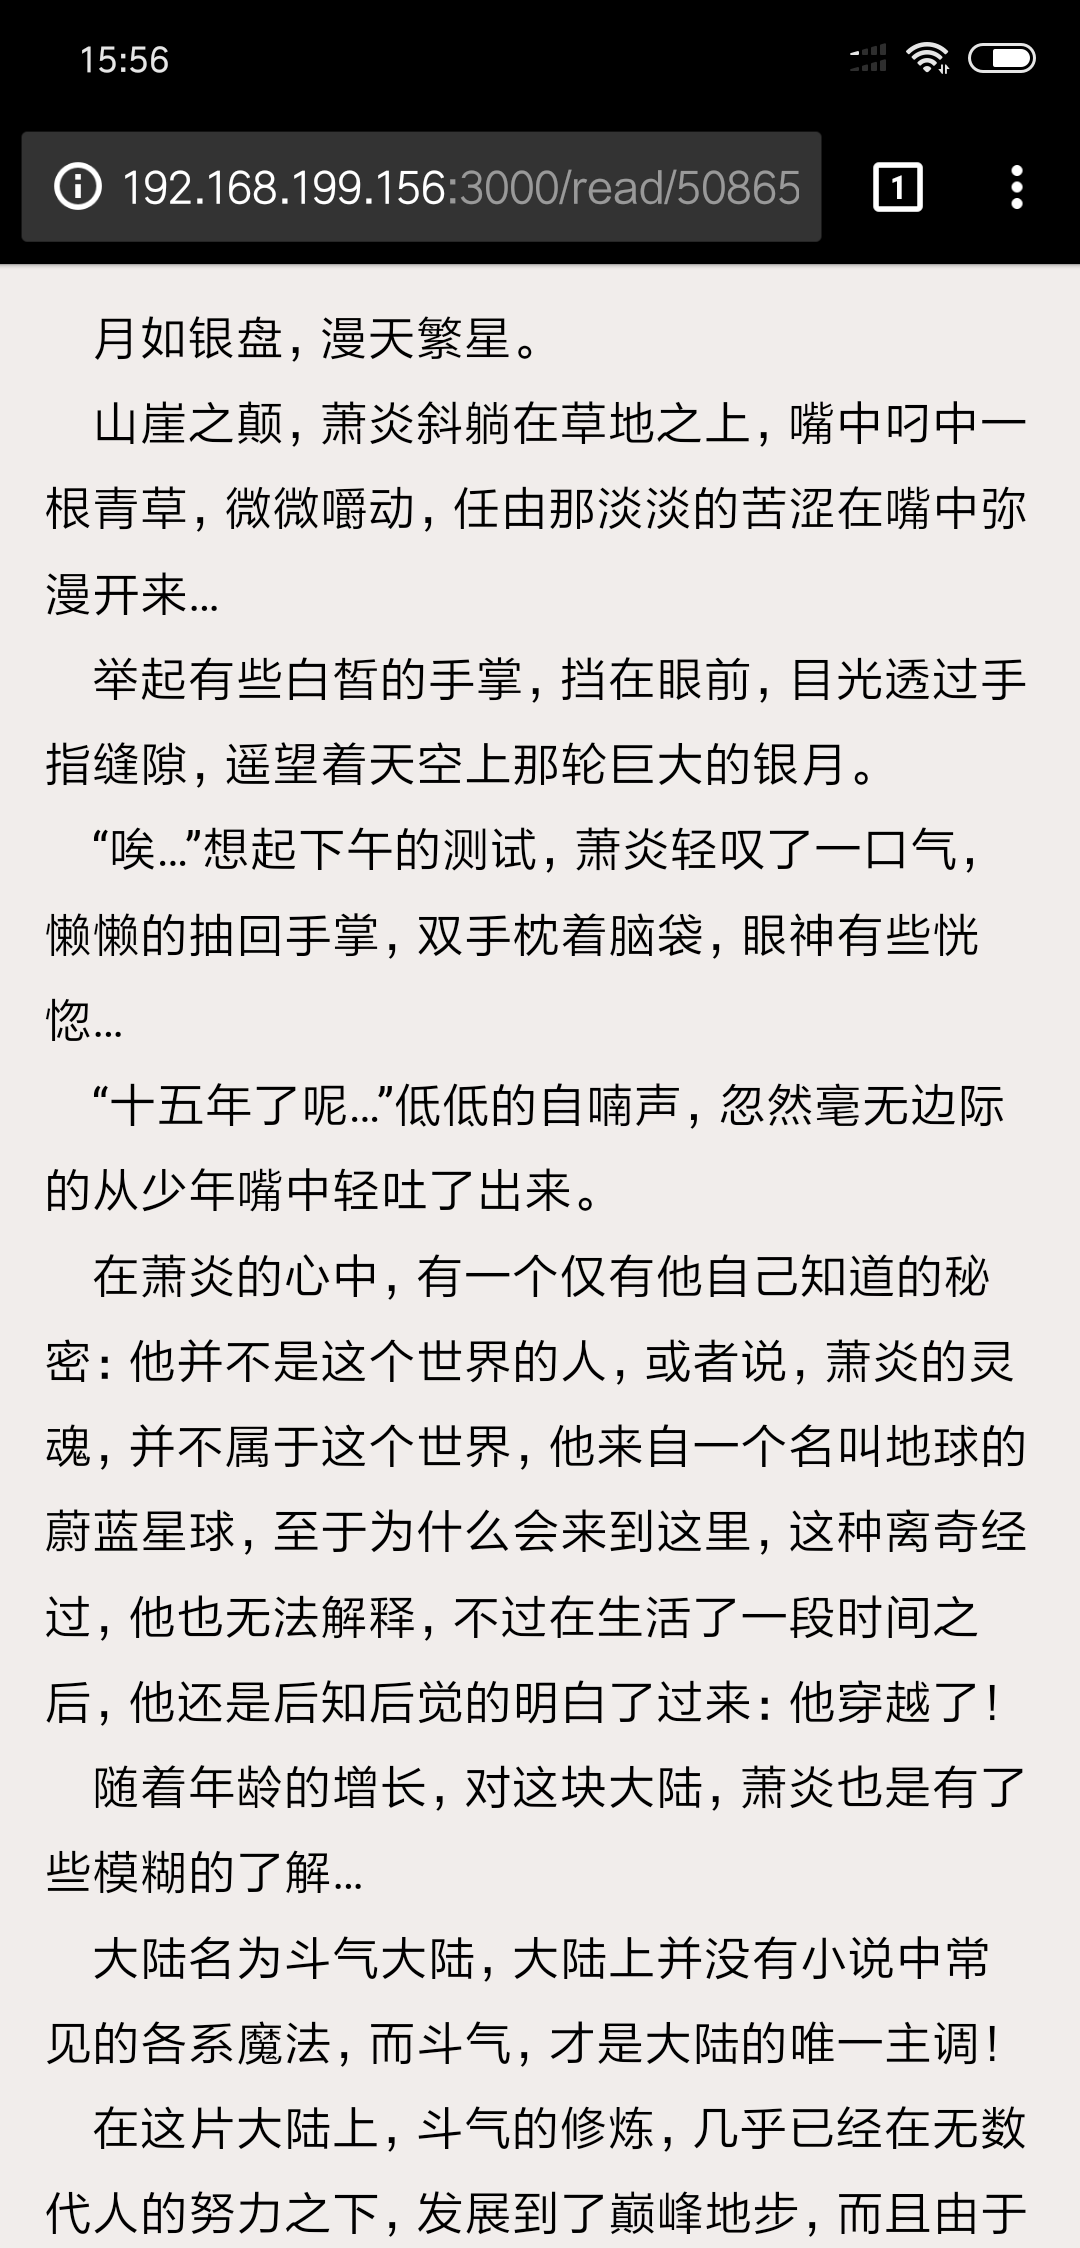 15:56
192.168.199.156:3000/read/50865
1
月如银盘，漫天繁星。
山崖之颠，萧炎斜躺在草地之上，嘴中叼中一
根青草，微微嚼动，任由那淡淡的苦涩在嘴中弥
漫开来…
举起有些白皙的手掌，挡在眼前，目光透过手
指缝隙，遥望着天空上那轮巨大的银月。
“唉…”想起下午的测试，萧炎轻叹了一口气，
懒懒的抽回手掌，双手枕着脑袋，眼神有些恍
惚…
“十五年了呢…”低低的自喃声，忽然毫无边际
的从少年嘴中轻吐了出来。
在萧炎的心中，有一个仅有他自己知道的秘
密：他并不是这个世界的人，或者说，萧炎的灵
魂，并不属于这个世界，他来自一个名叫地球的
蔚蓝星球，至于为什么会来到这里，这种离奇经
过，他也无法解释，不过在生活了一段时间之
后，他还是后知后觉的明白了过来：他穿越了！
随着年龄的增长，对这块大陆，萧炎也是有了
些模糊的了解…
大陆名为斗气大陆，大陆上并没有小说中常
见的各系魔法，而斗气，才是大陆的唯一主调！
在这片大陆上，斗气的修炼，几乎已经在无数
代人的努力之下，发展到了巅峰地步，而且由于